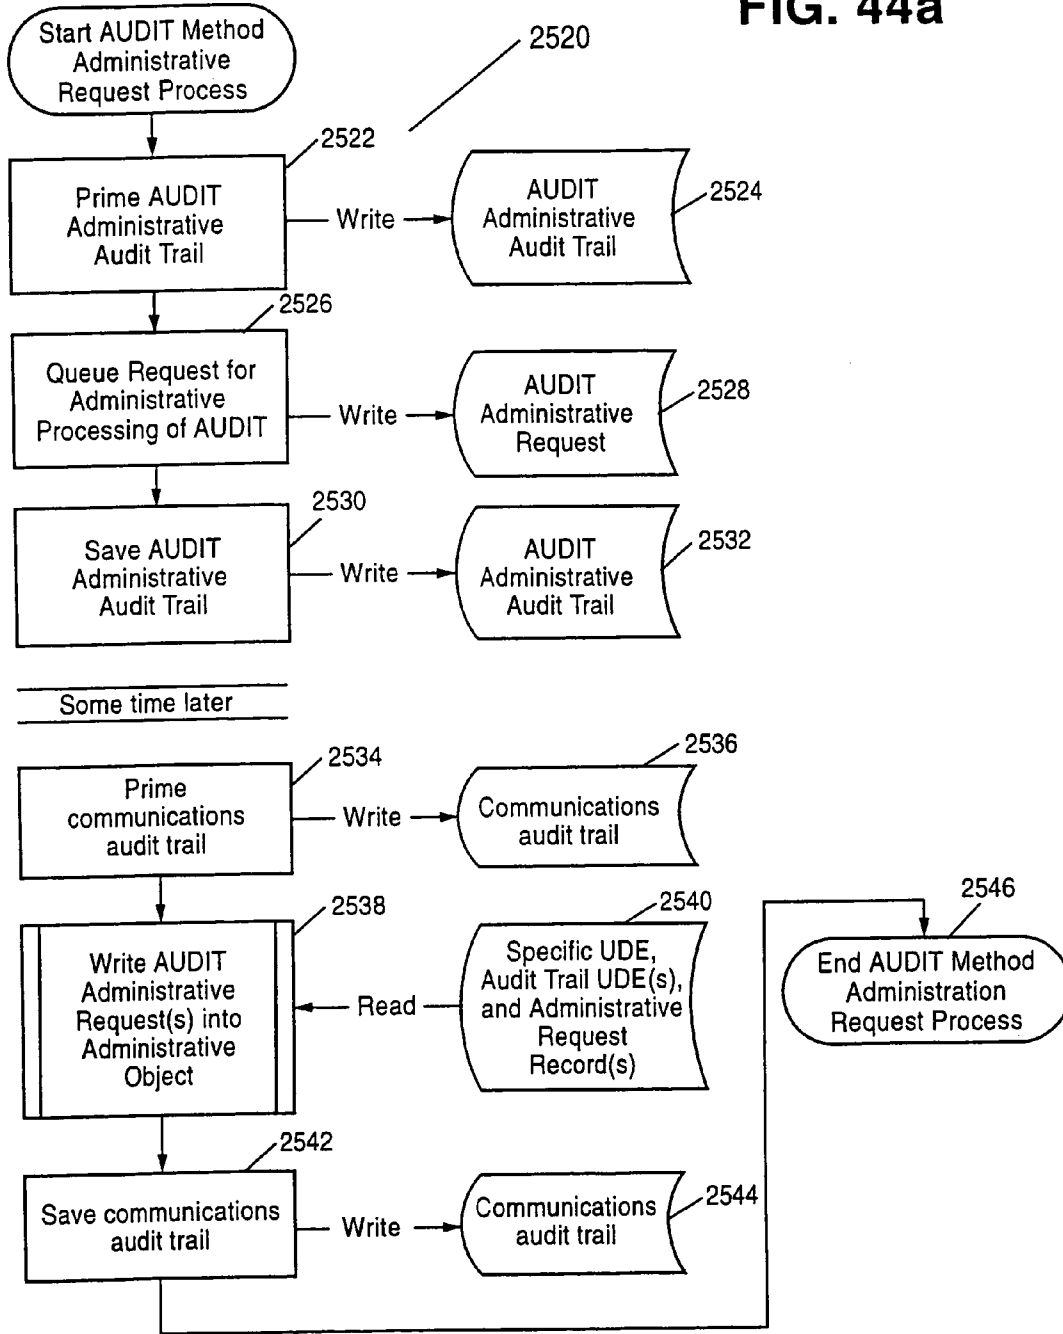 FIG. 44a
Start AUDIT Method
Administrative
Request Process
2520
2522
Prime AUDIT
Administrative
Audit Trail
Write
AUDIT
Administrative
Audit Trail
2524
2526
Queue Request for
Administrative
Processing of AUDIT
Write
AUDIT
Administrative
Request
2528
2530
Save AUDIT
Administrative
Audit Trail
Write
AUDIT
Administrative
Audit Trail
2532
Some time later
2534
Prime
communications
audit trail
Write
2536
Communications
audit trail
2538
Write AUDIT
Administrative
Request(s) into
Administrative
Object
Read
2540
Specific UDE,
Audit Trail UDE(s),
and Administrative
Request
Record(s)
2542
Save communications
audit trail
Write
Communications
audit trail
2544
2546
End AUDIT Method
Administration
Request Process